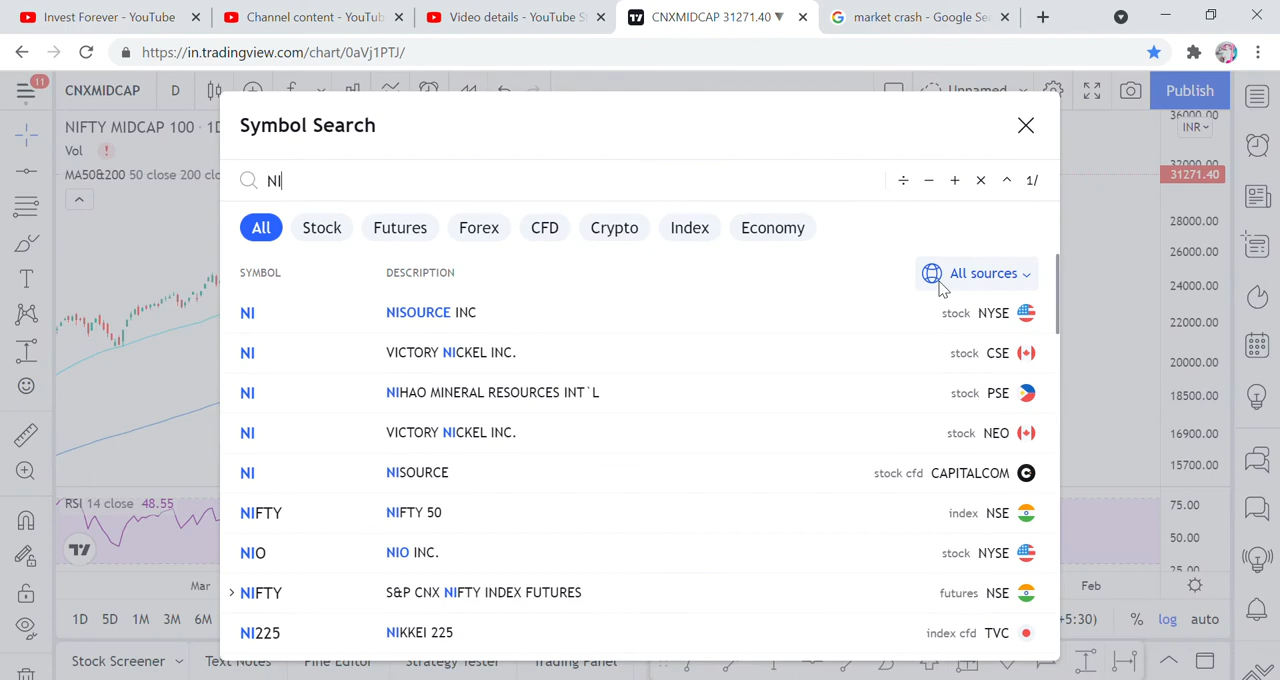 Invest Forever - YouTube
Channel content - YouTub
Video details - YouTube S
CNXMIDCAP 31271.40 ▼
market crash - Google Se
https://in.tradingview.com/chart/0aVj1PTJ/
11
CNXMIDCAP
D
Unnamed
Publish
NIFTY MIDCAP 100 · 1D
Vol
MA50&200 50 close 200 clo
36000.00
INR
32000.00
31271.40
28000.00
26000.00
24000.00
22000.00
20000.00
18500.00
16900.00
15700.00
Symbol Search
NI
÷ − + × ^ 1/
All Stock Futures Forex CFD Crypto Index Economy
SYMBOL DESCRIPTION All sources
NI NISOURCE INC stock NYSE
NI VICTORY NICKEL INC. stock CSE
NI NIHAO MINERAL RESOURCES INT`L stock PSE
NI VICTORY NICKEL INC. stock NEO
NI NISOURCE stock cfd CAPITALCOM
NIFTY NIFTY 50 index NSE
NIO NIO INC. stock NYSE
NIFTY S&P CNX NIFTY INDEX FUTURES futures NSE
NI225 NIKKEI 225 index cfd TVC
RSI 14 close 48.55
75.00
50.00
25.00
Mar
Feb
1D 5D 1M 3M 6M
+5:30) % log auto
Stock Screener Text Notes Pine Editor Strategy Tester Trading Panel